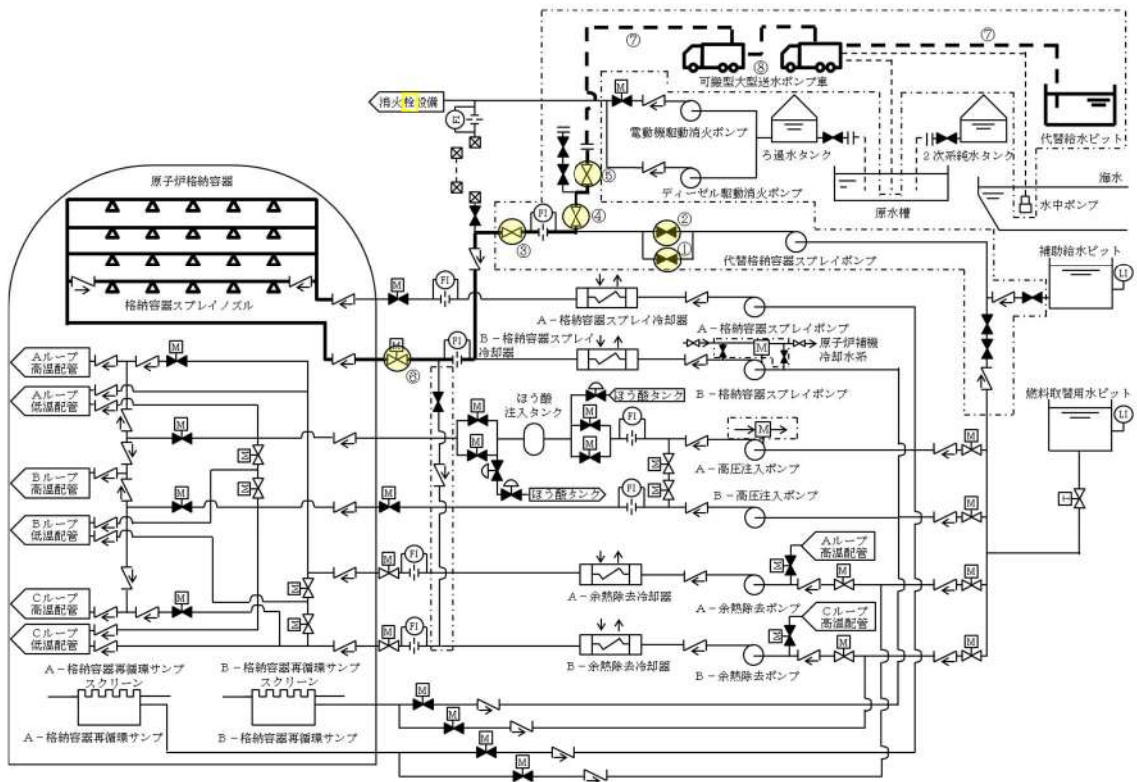 ⑦
⑦
⑧
可搬型大型送水ポンプ車
消火栓設備
FI
M
電動機駆動消火ポンプ
ろ過水タンク
2次系純水タンク
代替給水ピット
⑤
ディーゼル駆動消火ポンプ
原水槽
海水
水中ポンプ
原子炉格納容器
④
FI
③
②
①
代替格納容器スプレイポンプ
補助給水ピット
LI
格納容器スプレイノズル
M
FI
A-格納容器スプレイ冷却器
A-格納容器スプレイポンプ
B-格納容器スプレイ
冷却器
原子炉補機
冷却水系
M
⑥
FI
M
B-格納容器スプレイポンプ
燃料取替用水ピット
LI
Aループ
高温配管
M
Aループ
低温配管
ほう酸
注入タンク
ほう酸タンク
M
M
M
M
M
FI
M
M
A-高圧注入ポンプ
M
Bループ
高温配管
M
M
M
M
ほう酸タンク
FI
M
B-高圧注入ポンプ
M
Bループ
低温配管
Aループ
高温配管
M
FI
M
M
M
M
A-余熱除去冷却器
A-余熱除去ポンプ
Cループ
高温配管
M
M
Cループ
高温配管
Cループ
低温配管
M
FI
M
M
M
B-余熱除去冷却器
B-余熱除去ポンプ
A-格納容器再循環サンプ
スクリーン
B-格納容器再循環サンプ
スクリーン
M
M
A-格納容器再循環サンプ
B-格納容器再循環サンプ
M
M